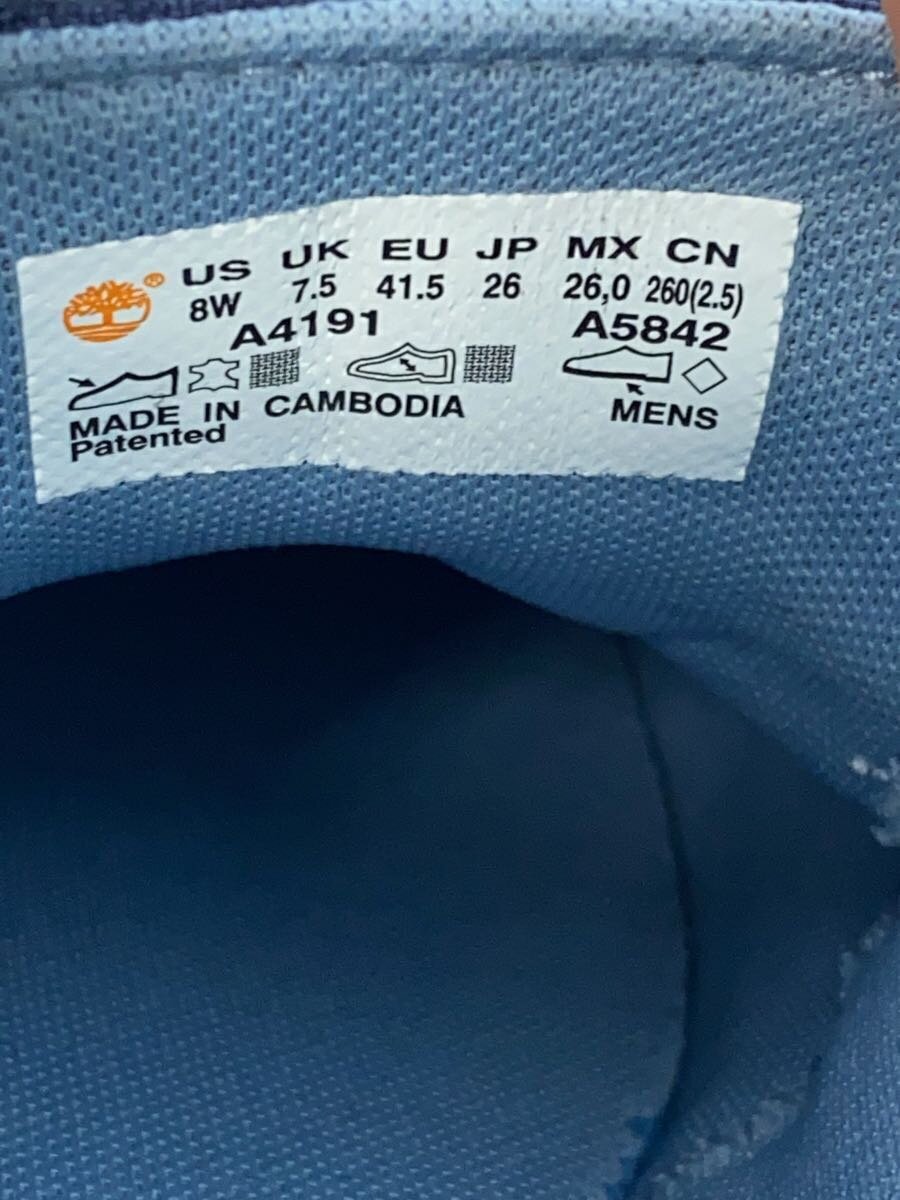 ® US UK EU JP MX CN
8W 7.5 41.5 26 26,0 260(2.5)
A4191 A5842
MADE IN CAMBODIA MENS
Patented